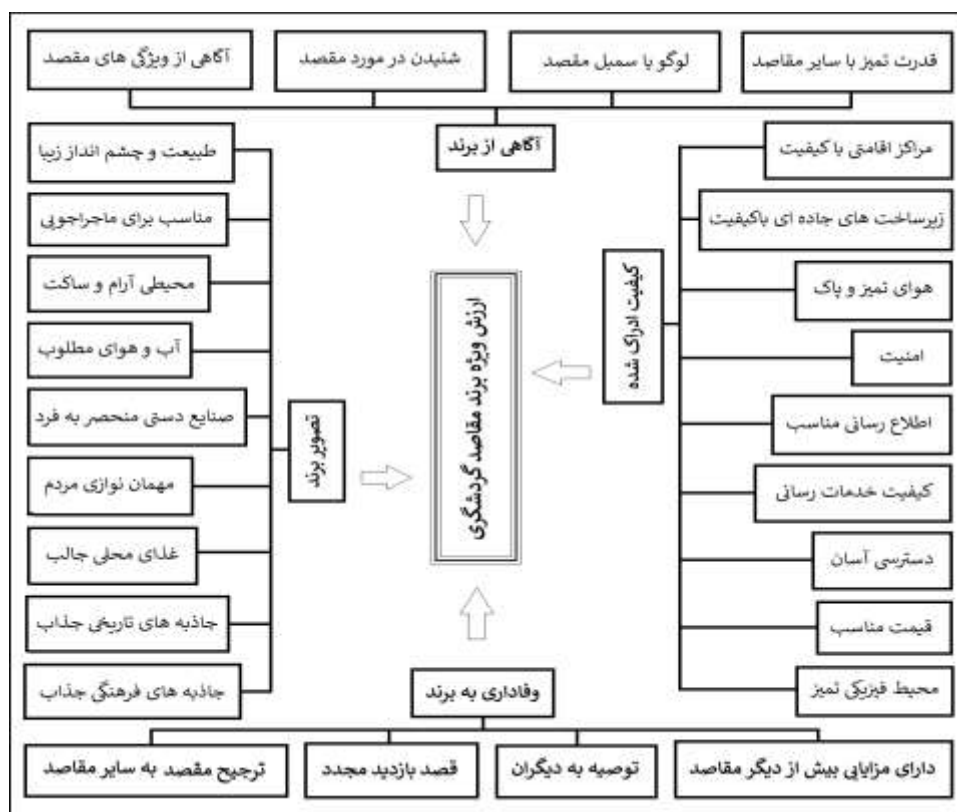 قدرت تمیز با سایر مقاصد
لوگو یا سمبل مقصد
شنیدن در مورد مقصد
آگاهی از ویژگی های مقصد
آگاهی از برند
مراکز اقامتی با کیفیت
زیرساخت های جاده ای باکیفیت
هوای تمیز و پاک
امنیت
اطلاع رسانی مناسب
کیفیت خدمات رسانی
دسترسی آسان
قیمت مناسب
محیط فیزیکی تمیز
کیفیت ادراک شده
ارزش ویژه برند مقاصد گردشگری
تصویر برند
طبیعت و چشم انداز زیبا
مناسب برای ماجراجویی
محیطی آرام و ساکت
آب و هوای مطلوب
صنایع دستی منحصر به فرد
مهمان نوازی مردم
غذای محلی جالب
جاذبه های تاریخی جذاب
جاذبه های فرهنگی جذاب
وفاداری به برند
دارای مزایایی بیش از دیگر مقاصد
توصیه به دیگران
قصد بازدید مجدد
ترجیح مقصد به سایر مقاصد